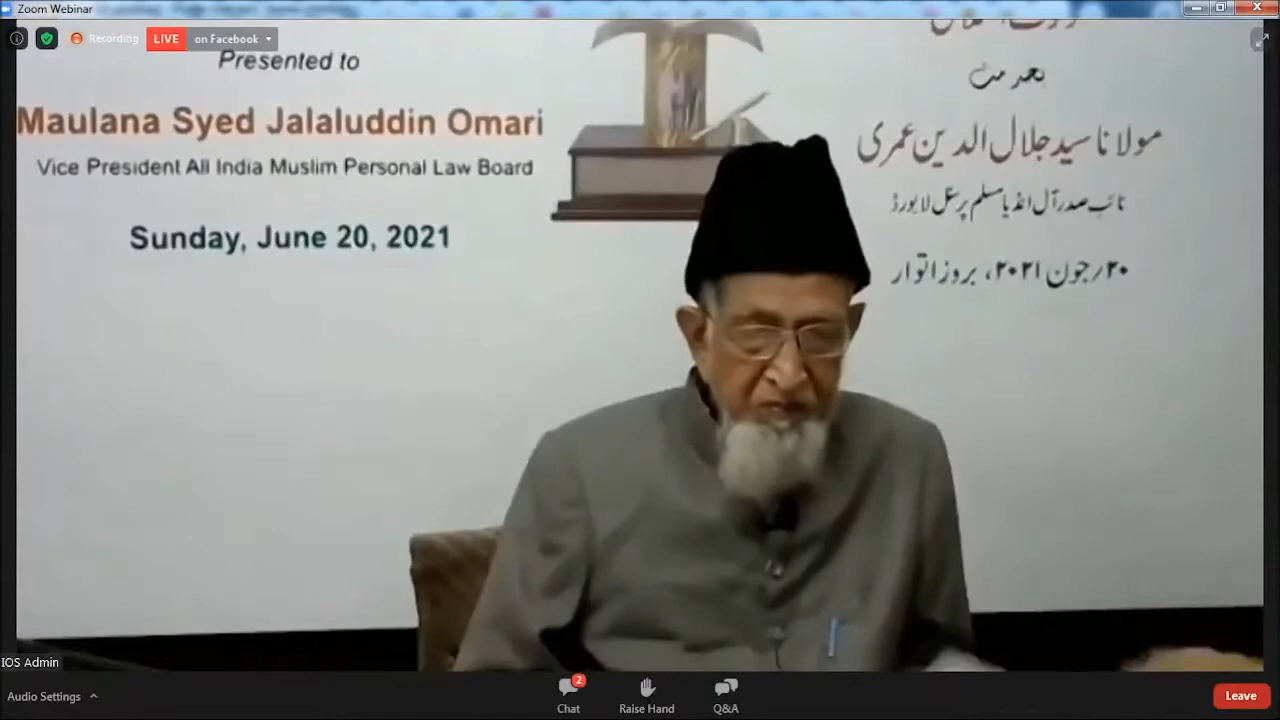 Zoom Webinar
Recording
LIVE on Facebook
Presented to
Maulana Syed Jalaluddin Omari
Vice President All India Muslim Personal Law Board
Sunday, June 20, 2021
بخدمت
مولانا سید جلال الدین عمری
نائب صدر آل انڈیا مسلم پرسنل لا بورڈ
۲۰/جون ۲۰۲۱، بروز اتوار
IOS Admin
Audio Settings
Chat
2
Raise Hand
Q&A
Leave